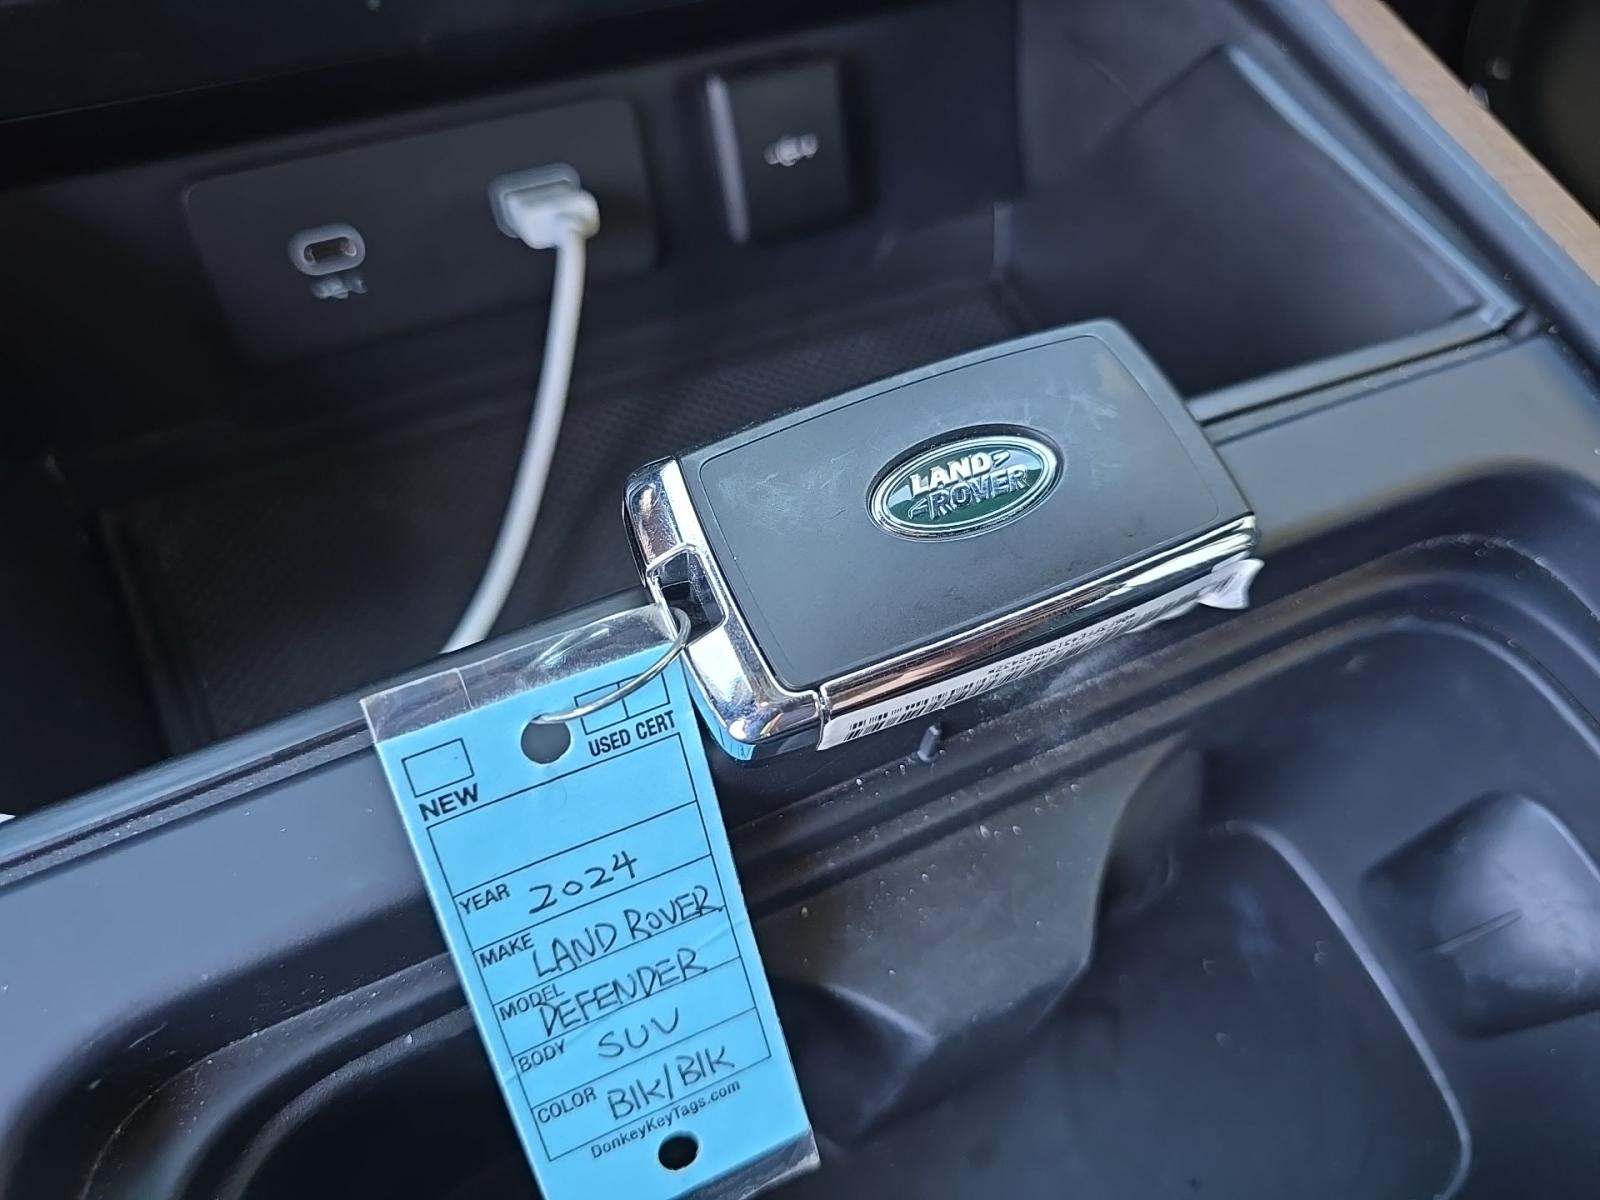 LAND
ROVER
NEW
USED CERT
YEAR 2024
MAKE LAND ROVER
MODEL DEFENDER
BODY SUV
COLOR Blk/Blk
DonkeyKeyTags.com